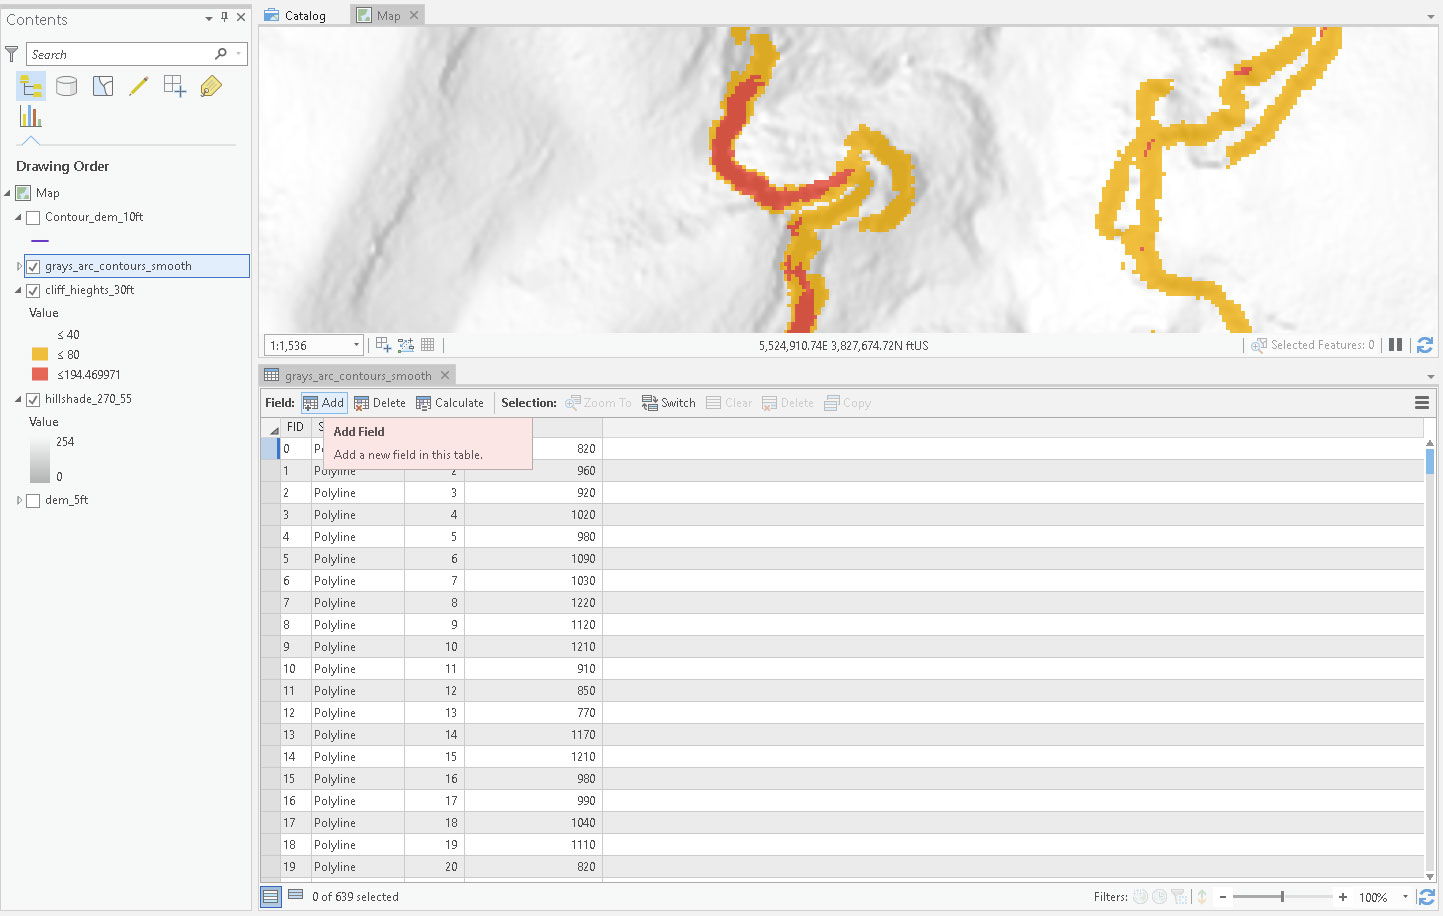 Contents
Search
Drawing Order
Map
Contour_dem_10ft
grays_arc_contours_smooth
cliff_hieghts_30ft
Value
≤ 40
≤ 80
≤194.469971
hillshade_270_55
Value
254
0
dem_5ft
Catalog
Map
1:1,536
5,524,910.74E 3,827,674.72N ftUS
Selected Features: 0
grays_arc_contours_smooth
Field: Add Delete Calculate Selection: Zoom To Switch Clear Delete Copy
FID
Add Field
Add a new field in this table.
0 820
1 Polyline 2 960
2 Polyline 3 920
3 Polyline 4 1020
4 Polyline 5 980
5 Polyline 6 1090
6 Polyline 7 1030
7 Polyline 8 1220
8 Polyline 9 1120
9 Polyline 10 1210
10 Polyline 11 910
11 Polyline 12 850
12 Polyline 13 770
13 Polyline 14 1170
14 Polyline 15 1210
15 Polyline 16 980
16 Polyline 17 990
17 Polyline 18 1040
18 Polyline 19 1110
19 Polyline 20 820
0 of 639 selected
Filters:
100%